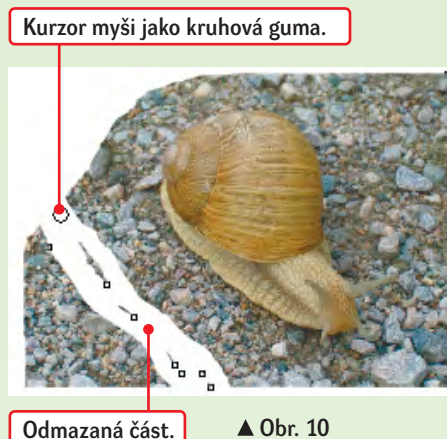 Kurzor myši jako kruhová guma.
Odmazaná část.
▲ Obr. 10